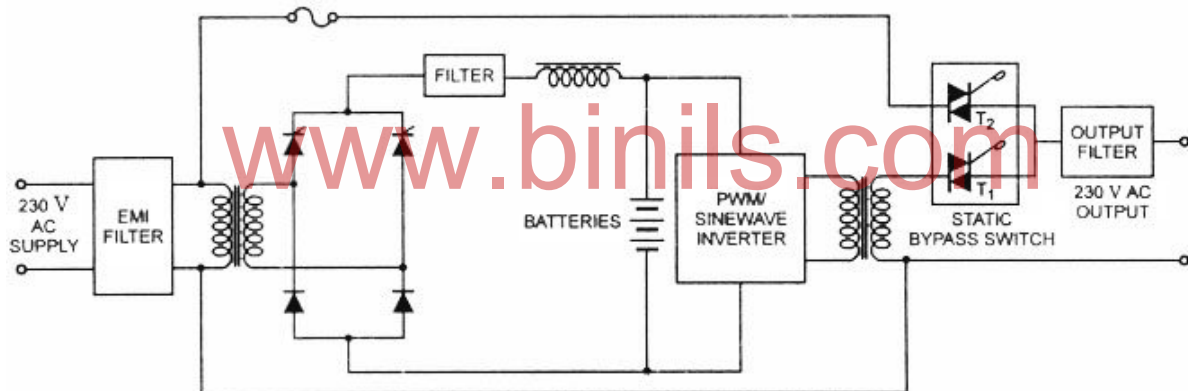 FILTER
www.binils.com
T2
T1
230 V
AC
SUPPLY
EMI
FILTER
BATTERIES
PWM/
SINEWAVE
INVERTER
STATIC
BYPASS SWITCH
OUTPUT
FILTER
230 V AC
OUTPUT